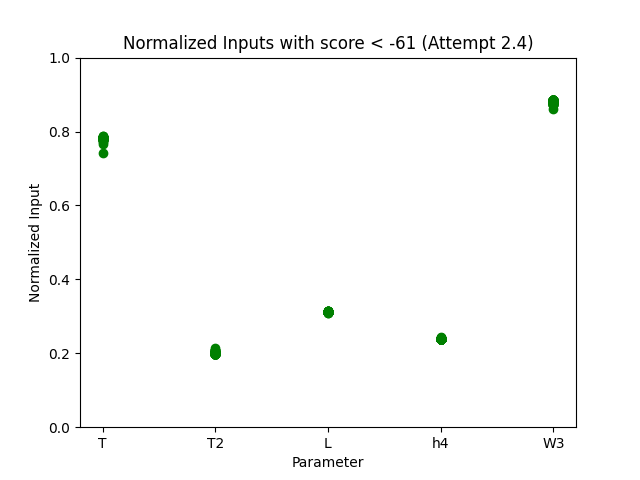 Normalized Inputs with score < -61 (Attempt 2.4)
Normalized Input
1.0
0.8
0.6
0.4
0.2
0.0
T T2 L h4 W3
Parameter